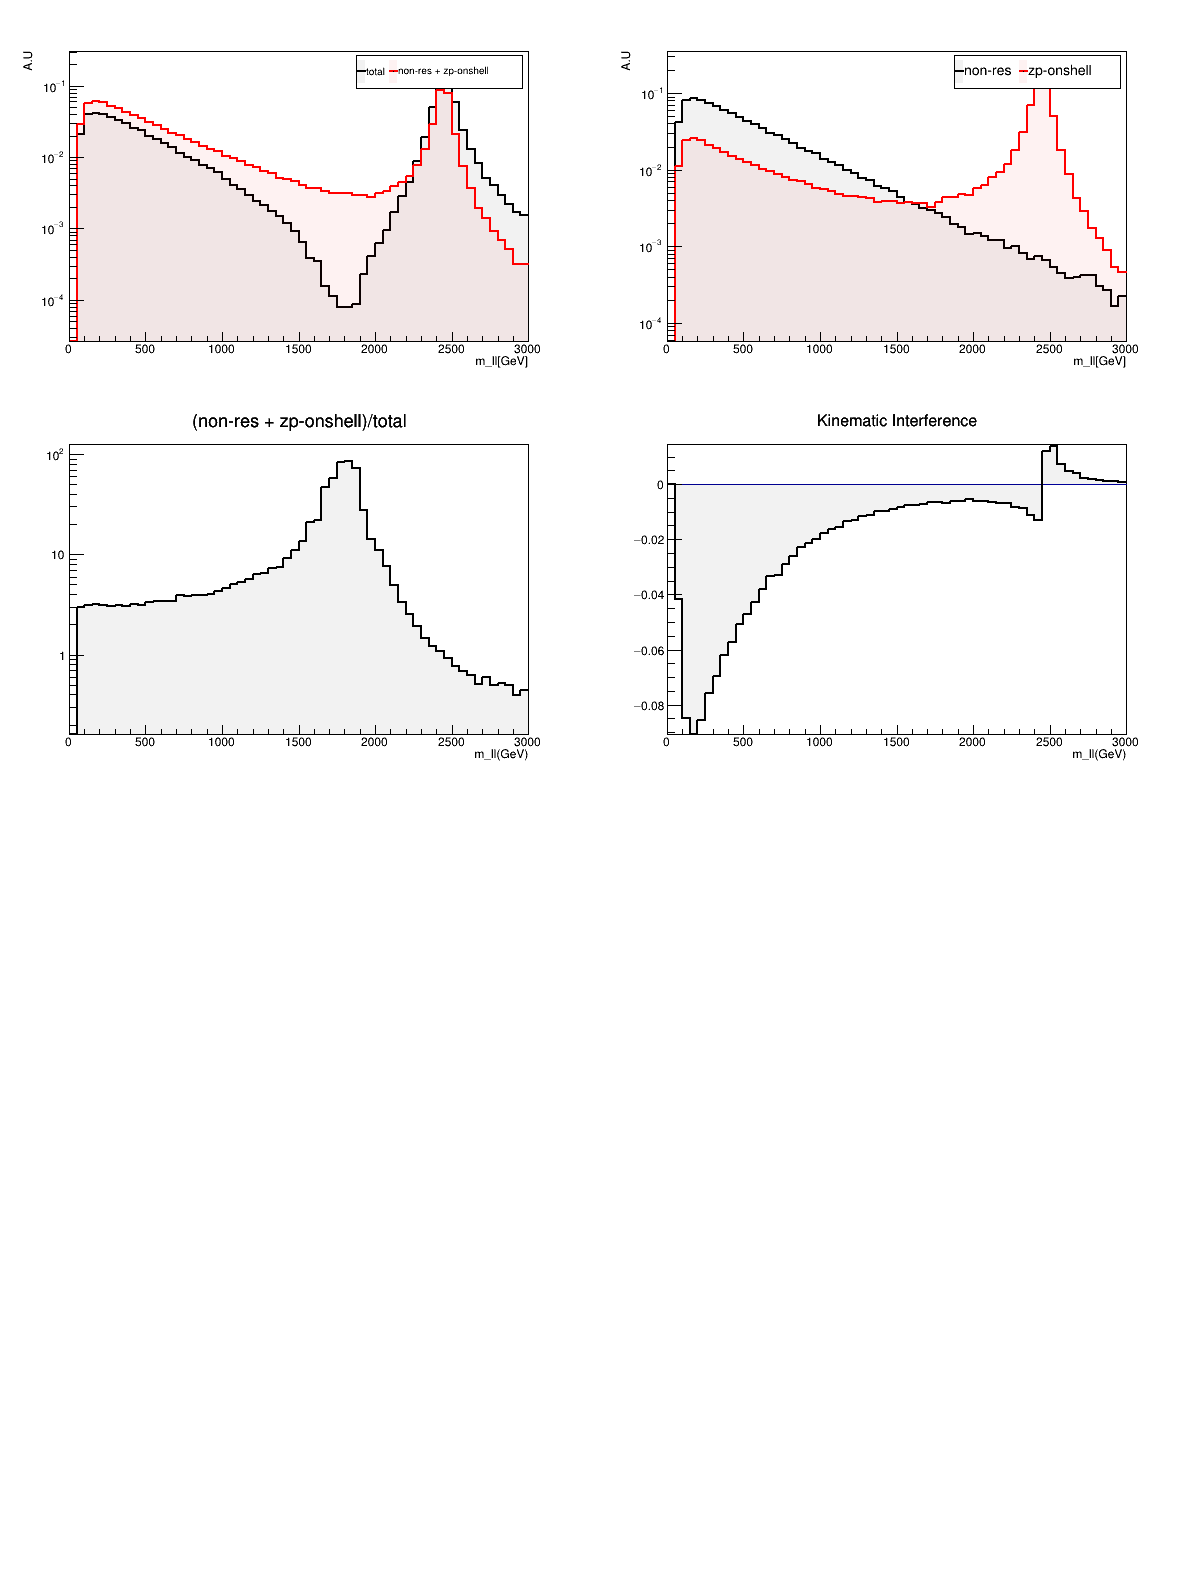 A.U
total non-res + zp-onshell
10⁻¹
10⁻²
10⁻³
10⁻⁴
0 500 1000 1500 2000 2500 3000
m_ll[GeV]
A.U
non-res zp-onshell
10⁻¹
10⁻²
10⁻³
10⁻⁴
0 500 1000 1500 2000 2500 3000
m_ll[GeV]
(non-res + zp-onshell)/total
10²
10
1
0 500 1000 1500 2000 2500 3000
m_ll(GeV)
Kinematic Interference
0
−0.02
−0.04
−0.06
−0.08
0 500 1000 1500 2000 2500 3000
m_ll(GeV)